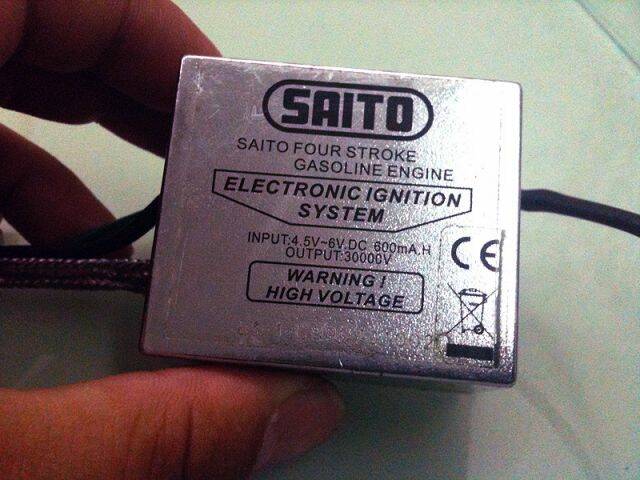 SAITO
SAITO FOUR STROKE
GASOLINE ENGINE
ELECTRONIC IGNITION
SYSTEM
INPUT:4.5V~6V.DC 600mA.H
OUTPUT:30000V
WARNING !
HIGH VOLTAGE
CE